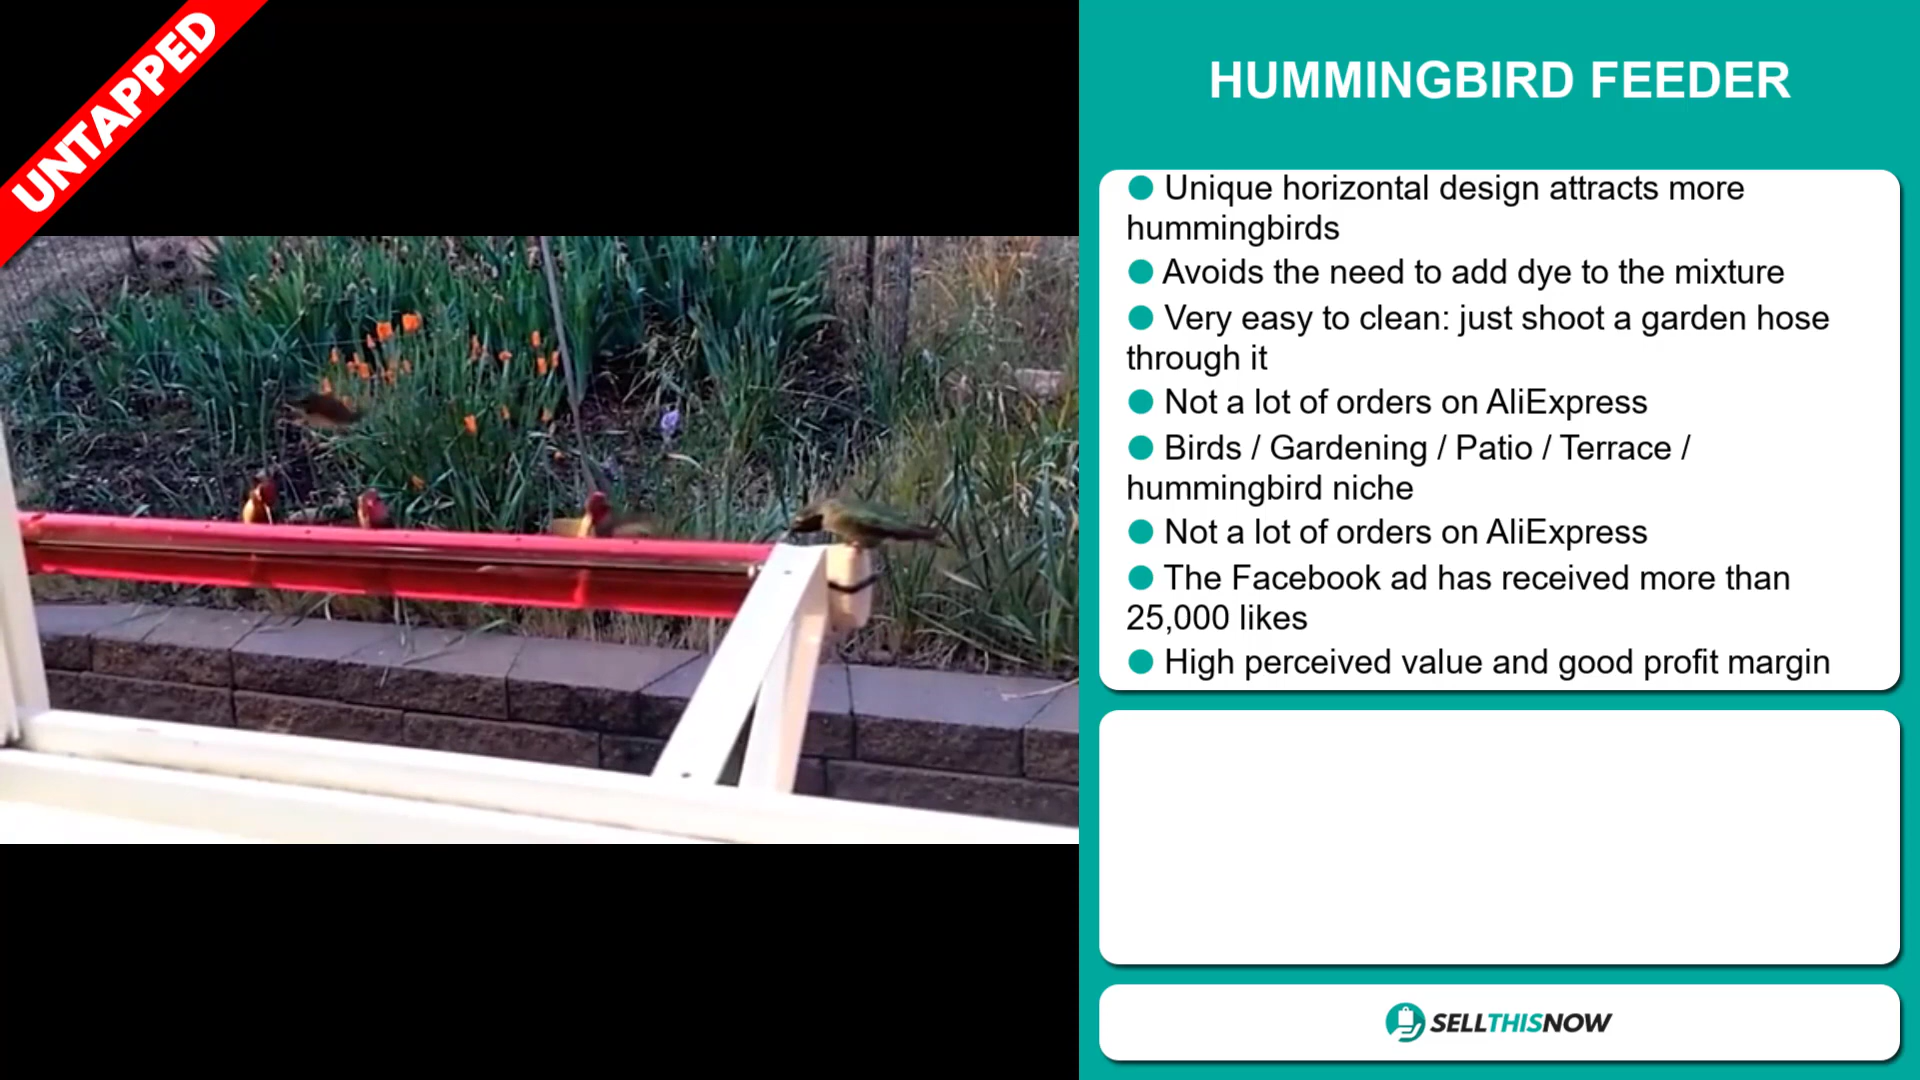 UNTAPPED
HUMMINGBIRD FEEDER
Unique horizontal design attracts more
hummingbirds
Avoids the need to add dye to the mixture
Very easy to clean: just shoot a garden hose
through it
Not a lot of orders on AliExpress
Birds / Gardening / Patio / Terrace /
hummingbird niche
Not a lot of orders on AliExpress
The Facebook ad has received more than
25,000 likes
High perceived value and good profit margin
SELLTHISNOW